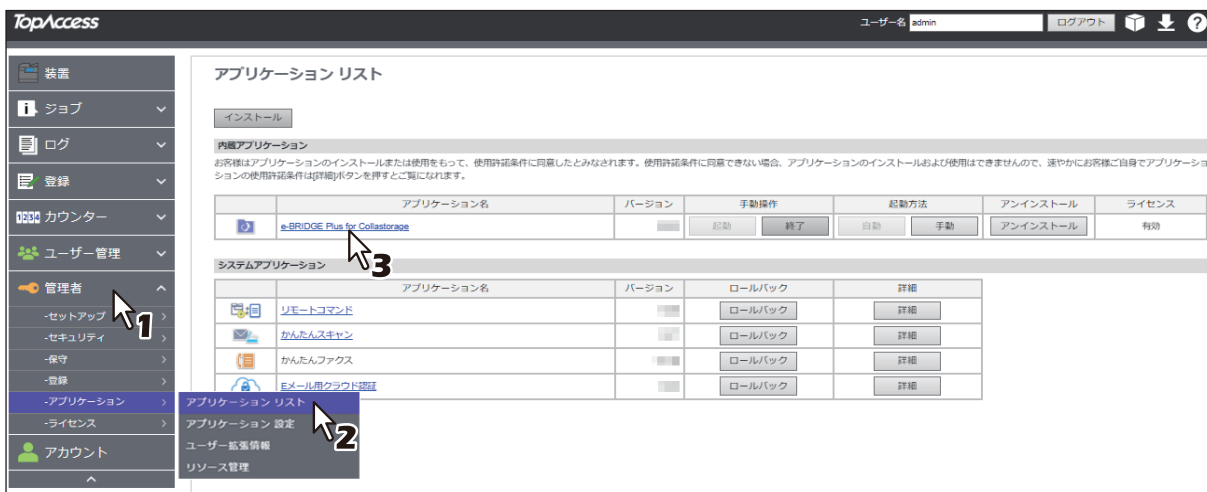 TopAccess
ユーザー名 admin ログアウト
装置
ジョブ
ログ
登録
1234 カウンター
ユーザー管理
管理者
-セットアップ
-セキュリティ
-保守
-登録
-アプリケーション
-ライセンス
アカウント
1
アプリケーション リスト
アプリケーション 設定
ユーザー拡張情報
リソース管理
2
アプリケーション リスト
インストール
内蔵アプリケーション
お客様はアプリケーションのインストールまたは使用をもって、使用許諾条件に同意したとみなされます。使用許諾条件に同意できない場合、アプリケーションのインストールおよび使用はできませんので、速やかにお客様ご自身でアプリケーショ
ションの使用許諾条件は[詳細]ボタンを押すとご覧になれます。
アプリケーション名 バージョン 手動操作 起動方法 アンインストール ライセンス
e-BRIDGE Plus for Collastorage 起動 終了 自動 手動 アンインストール 有効
3
システムアプリケーション
アプリケーション名 バージョン ロールバック 詳細
リモートコマンド ロールバック 詳細
かんたんスキャン ロールバック 詳細
かんたんファクス ロールバック 詳細
Eメール用クラウド認証 ロールバック 詳細